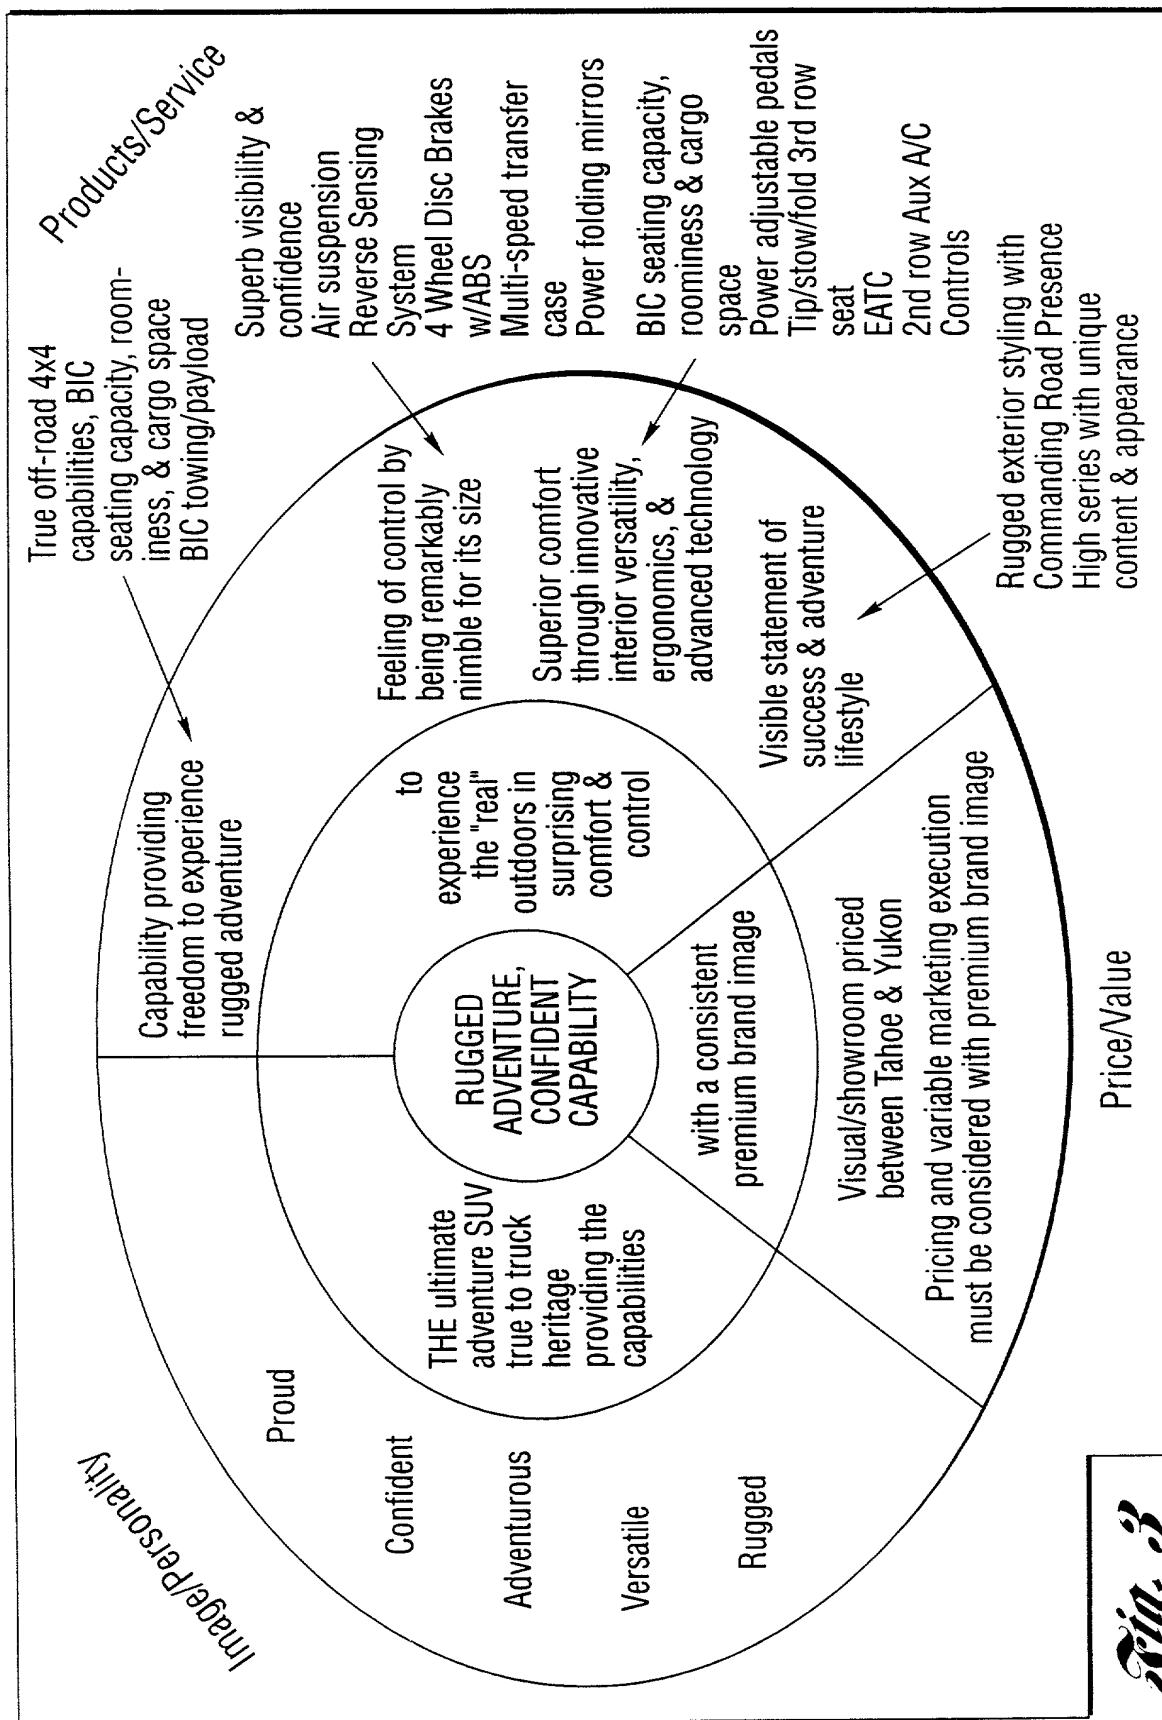 Image/Personality
Products/Service
Price/Value
RUGGED
ADVENTURE,
CONFIDENT
CAPABILITY
THE ultimate
adventure SUV
true to truck
heritage
providing the
capabilities
to
experience
the "real"
outdoors in
surprising
comfort &
control
with a consistent
premium brand image
Proud
Confident
Adventurous
Versatile
Rugged
Capability providing
freedom to experience
rugged adventure
True off-road 4x4
capabilities, BIC
seating capacity, room-
iness, & cargo space
BIC towing/payload
Feeling of control by
being remarkably
nimble for its size
Superb visibility &
confidence
Air suspension
Reverse Sensing
System
4 Wheel Disc Brakes
w/ABS
Multi-speed transfer
case
Power folding mirrors
Superior comfort
through innovative
interior versatility,
ergonomics, &
advanced technology
BIC seating capacity,
roominess & cargo
space
Power adjustable pedals
Tip/stow/fold 3rd row
seat
EATC
2nd row Aux A/C
Controls
Visible statement of
success & adventure
lifestyle
Rugged exterior styling with
Commanding Road Presence
High series with unique
content & appearance
Visual/showroom priced
between Tahoe & Yukon
Pricing and variable marketing execution
must be considered with premium brand image
Fig. 3